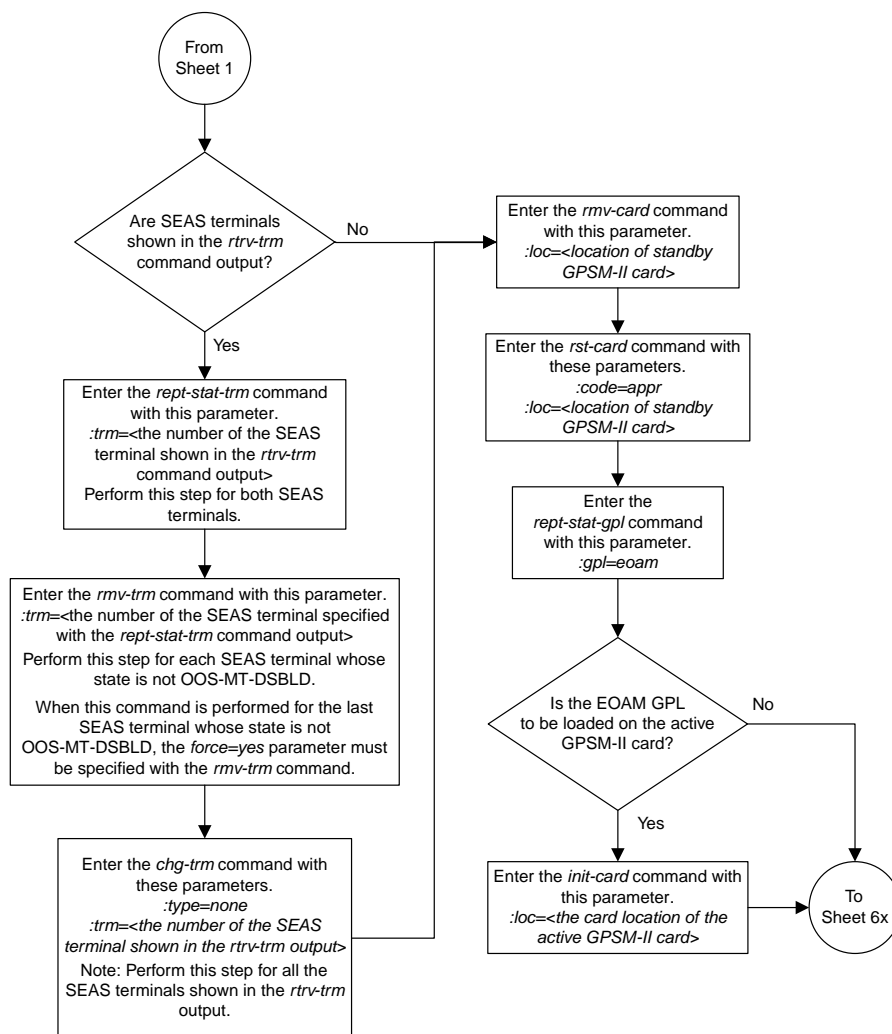 From
Sheet 1
Are SEAS terminals
shown in the rtrv-trm
command output?
No
Yes
Enter the rept-stat-trm command
with this parameter.
:trm=<the number of the SEAS
terminal shown in the rtrv-trm
command output>
Perform this step for both SEAS
terminals.
Enter the rmv-trm command with this parameter.
:trm=<the number of the SEAS terminal specified
with the rept-stat-trm command output>
Perform this step for each SEAS terminal whose
state is not OOS-MT-DSBLD.
When this command is performed for the last
SEAS terminal whose state is not
OOS-MT-DSBLD, the force=yes parameter must
be specified with the rmv-trm command.
Enter the chg-trm command with
these parameters.
:type=none
:trm=<the number of the SEAS
terminal shown in the rtrv-trm output>
Note: Perform this step for all the
SEAS terminals shown in the rtrv-trm
output.
Enter the rmv-card command
with this parameter.
:loc=<location of standby
GPSM-II card>
Enter the rst-card command with
these parameters.
:code=appr
:loc=<location of standby
GPSM-II card>
Enter the
rept-stat-gpl command
with this parameter.
:gpl=eoam
Is the EOAM GPL
to be loaded on the active
GPSM-II card?
No
Yes
Enter the init-card command with
this parameter.
:loc=<the card location of the
active GPSM-II card>
To
Sheet 6x